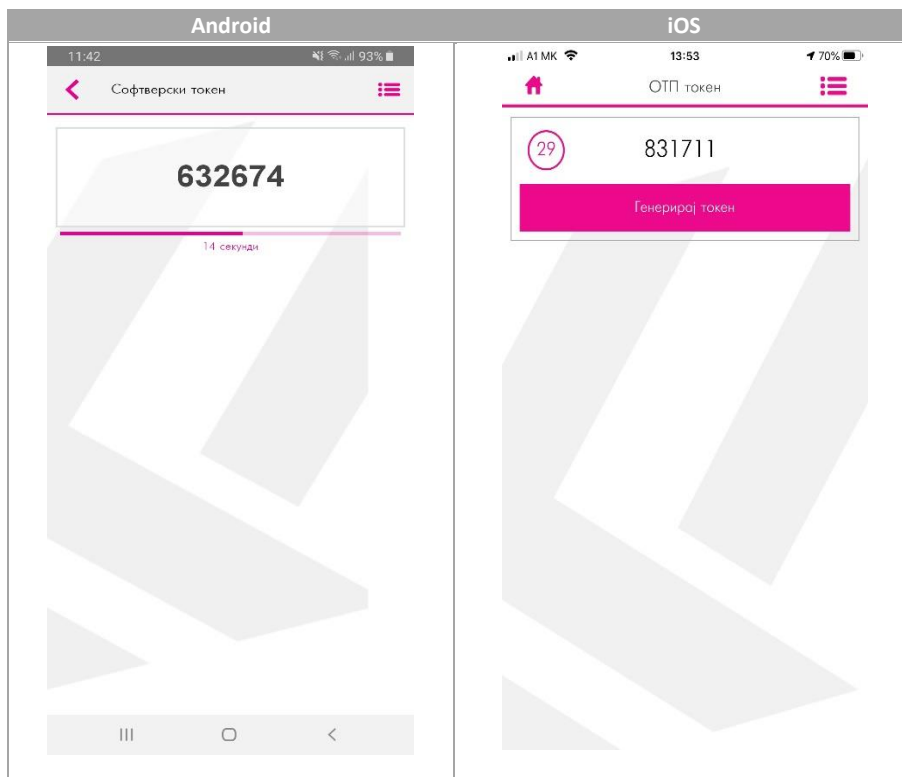 Android
iOS
11:42
93%
Софтверски токен
632674
14 секунди
A1 MK
13:53
70%
ОТП токен
29
831711
Генерирај токен